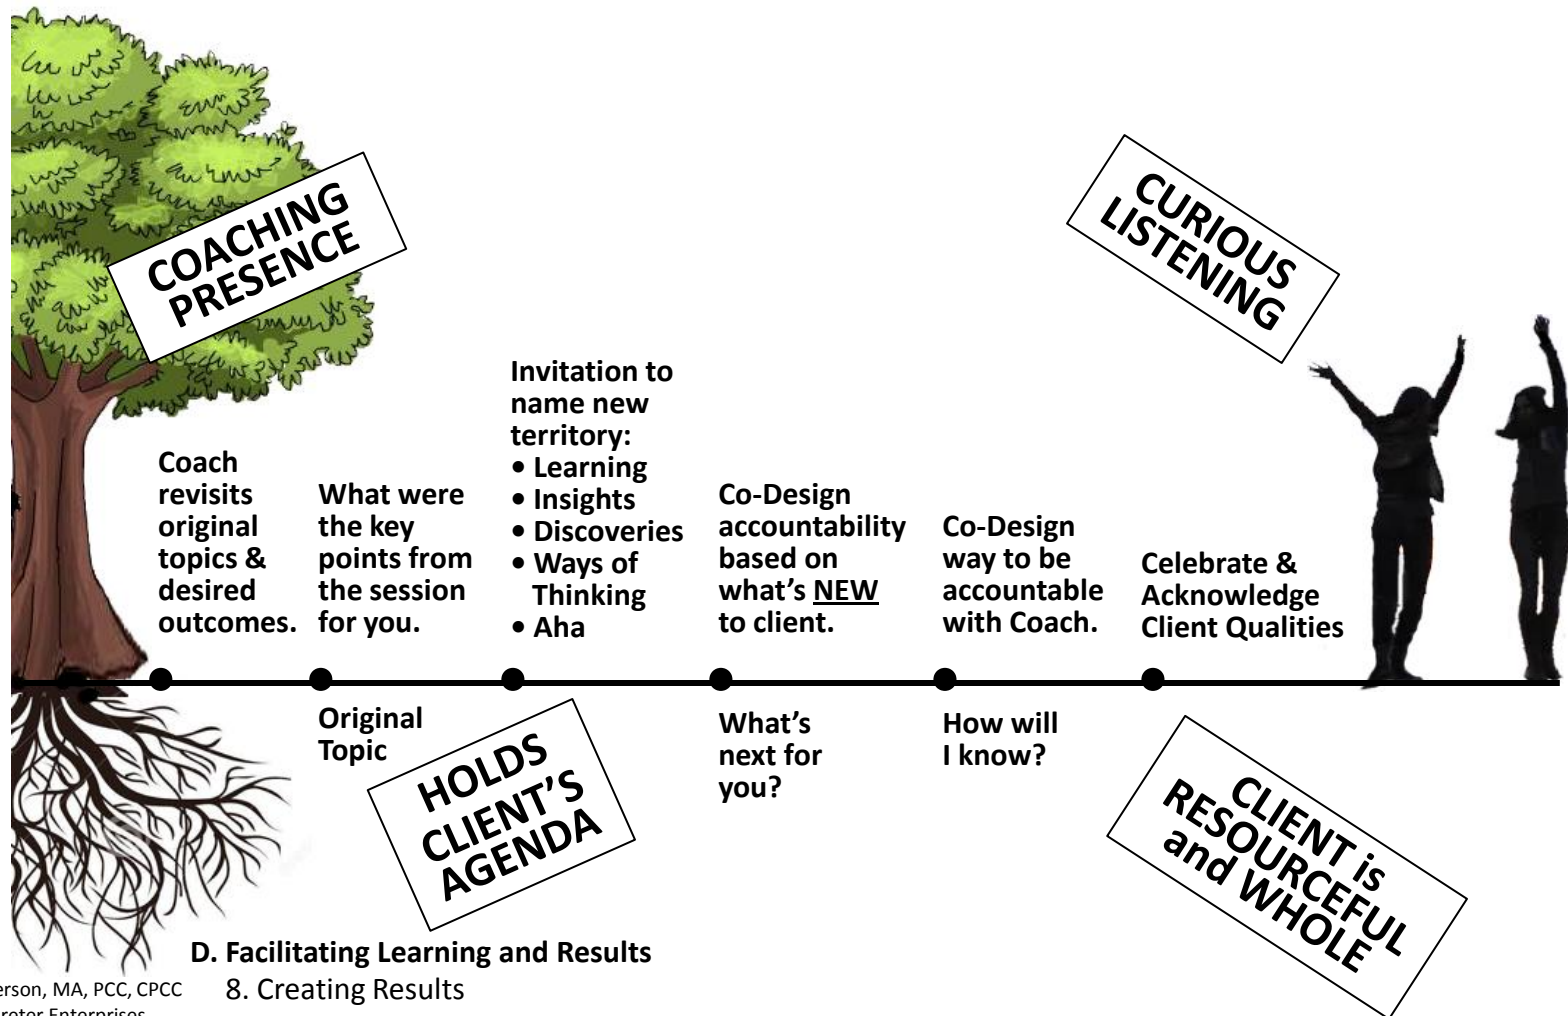 COACHING
PRESENCE
CURIOUS
LISTENING
Coach
revisits
original
topics &
desired
outcomes.
What were
the key
points from
the session
for you.
Invitation to
name new
territory:
• Learning
• Insights
• Discoveries
• Ways of
Thinking
• Aha
Co-Design
accountability
based on
what's NEW
to client.
Co-Design
way to be
accountable
with Coach.
Celebrate &
Acknowledge
Client Qualities
Original
Topic
What's
next for
you?
How will
I know?
HOLDS
CLIENT'S
AGENDA
CLIENT is
RESOURCEFUL
and WHOLE
D. Facilitating Learning and Results
8. Creating Results
erson, MA, PCC, CPCC
Enterprises